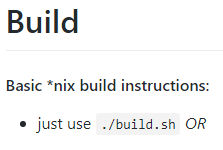 Build
Basic *nix build instructions:
• just use ./build.sh OR